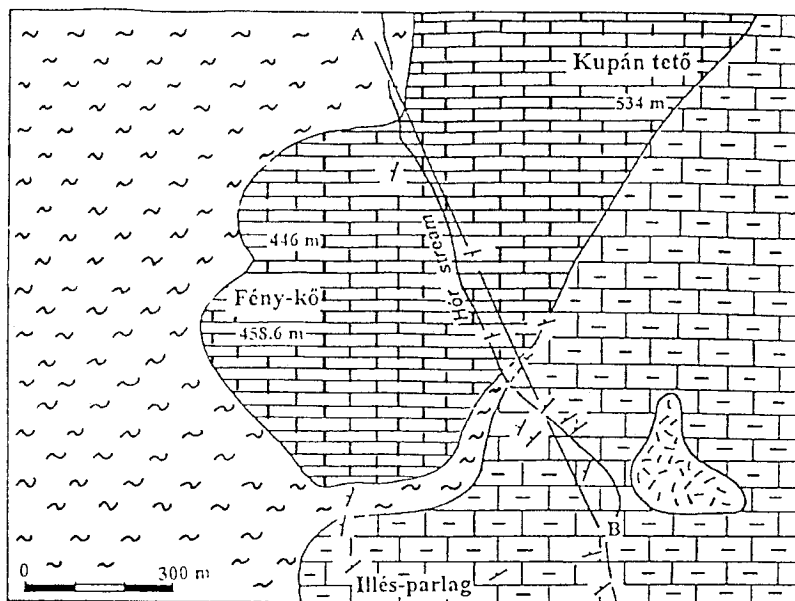 A
Kupán tető
534 m
446 m
Hór stream
Fény-kő
458.6 m
B
0 300 m
Illés-parlag